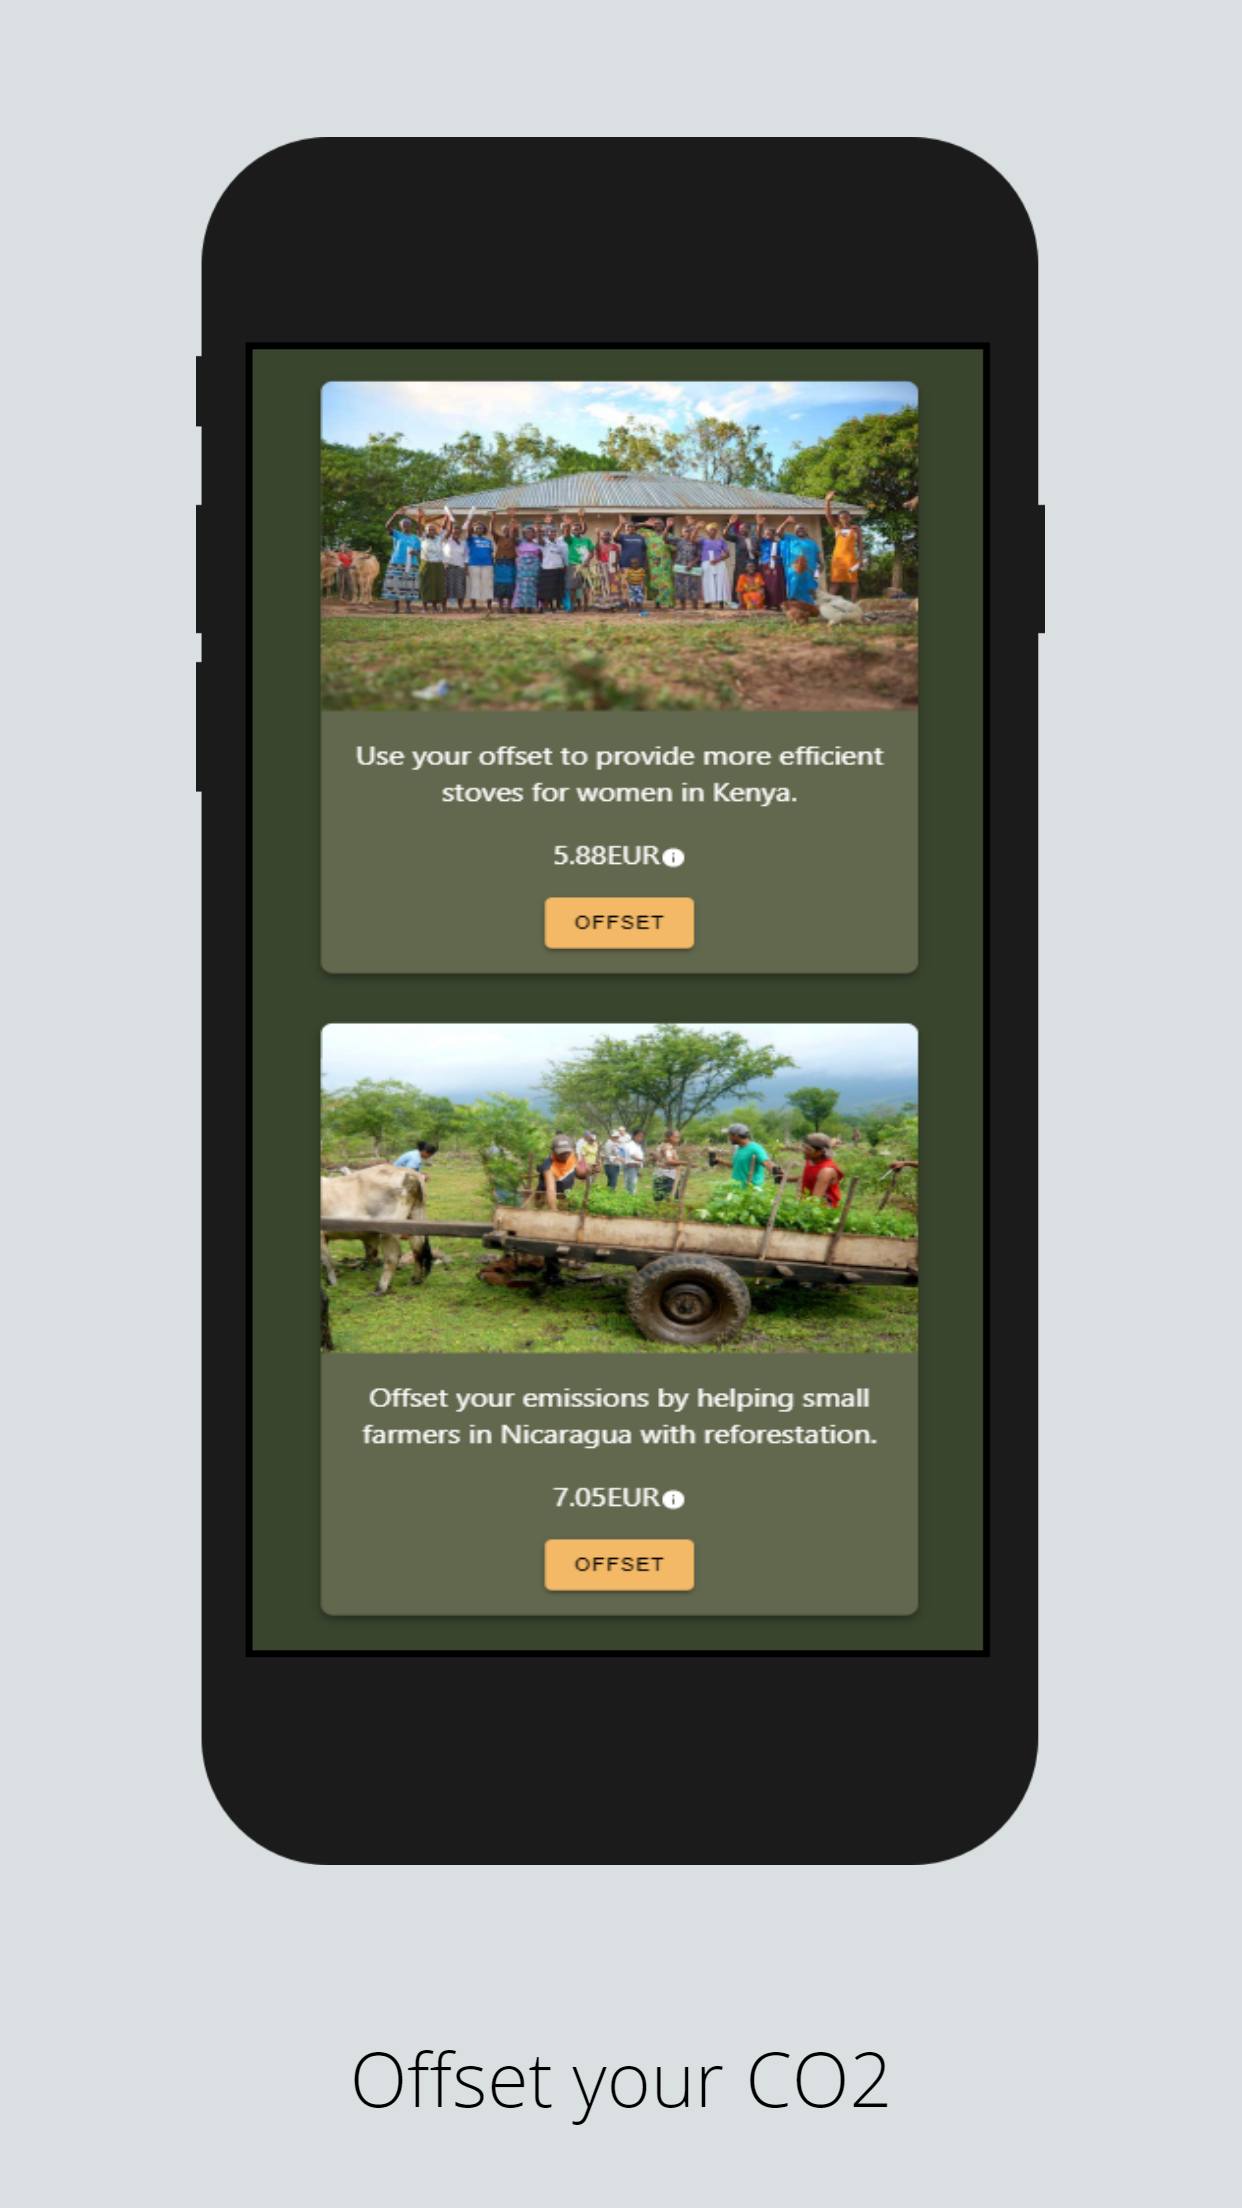 Use your offset to provide more efficient
stoves for women in Kenya.
5.88EUR
OFFSET
Offset your emissions by helping small
farmers in Nicaragua with reforestation.
7.05EUR
OFFSET
Offset your CO2